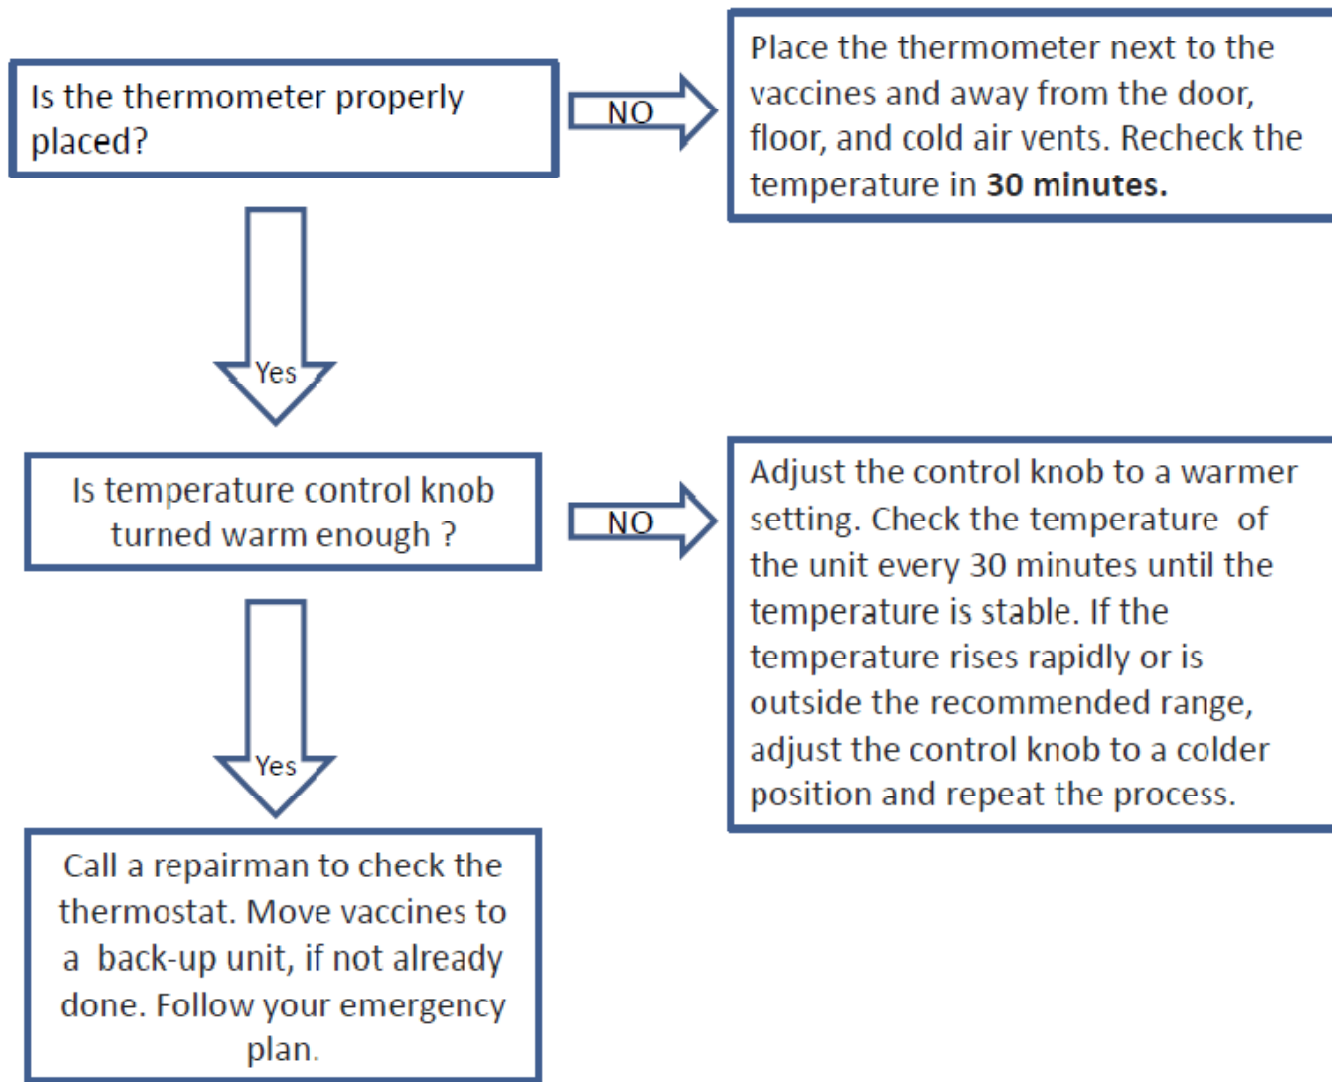 Is the thermometer properly
placed?
NO
Place the thermometer next to the
vaccines and away from the door,
floor, and cold air vents. Recheck the
temperature in 30 minutes.
Yes
Is temperature control knob
turned warm enough ?
NO
Adjust the control knob to a warmer
setting. Check the temperature of
the unit every 30 minutes until the
temperature is stable. If the
temperature rises rapidly or is
outside the recommended range,
adjust the control knob to a colder
position and repeat the process.
Yes
Call a repairman to check the
thermostat. Move vaccines to
a back-up unit, if not already
done. Follow your emergency
plan.